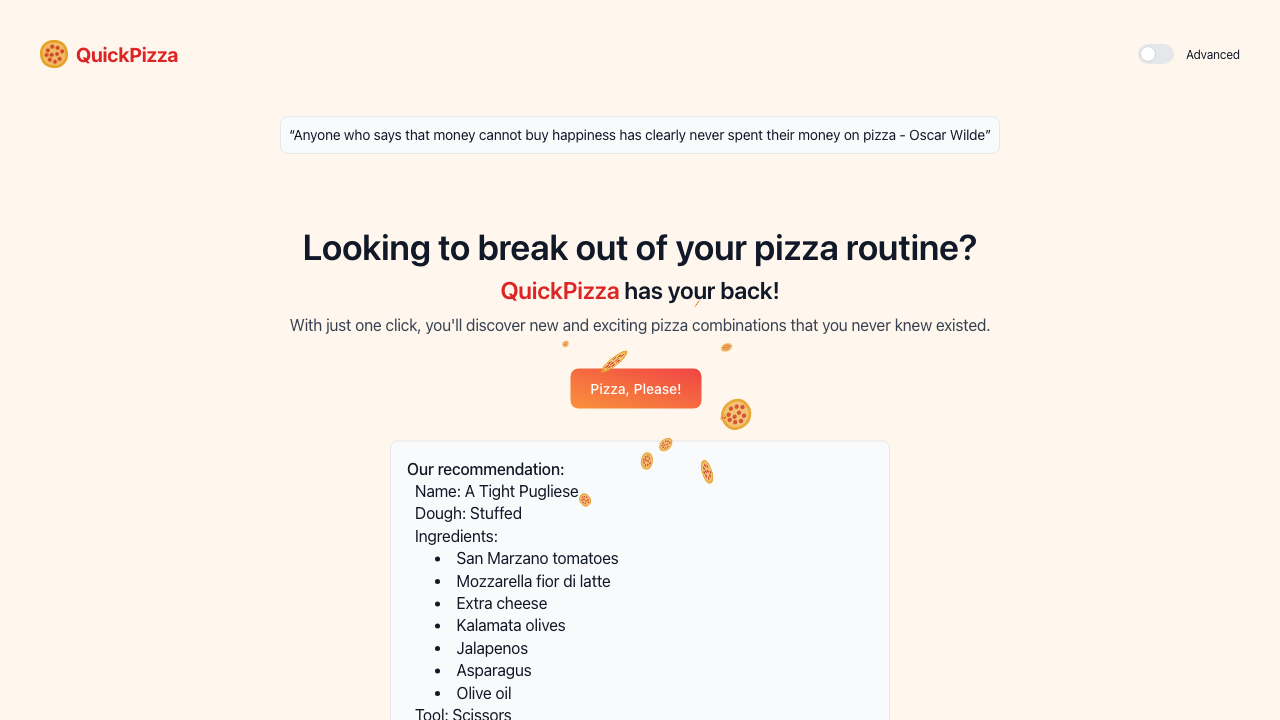 QuickPizza
Advanced
“Anyone who says that money cannot buy happiness has clearly never spent their money on pizza - Oscar Wilde”
Looking to break out of your pizza routine?
QuickPizza has your back!
With just one click, you'll discover new and exciting pizza combinations that you never knew existed.
Pizza, Please!
Our recommendation:
Name: A Tight Pugliese
Dough: Stuffed
Ingredients:
• San Marzano tomatoes
• Mozzarella fior di latte
• Extra cheese
• Kalamata olives
• Jalapenos
• Asparagus
• Olive oil
Tool: Scissors